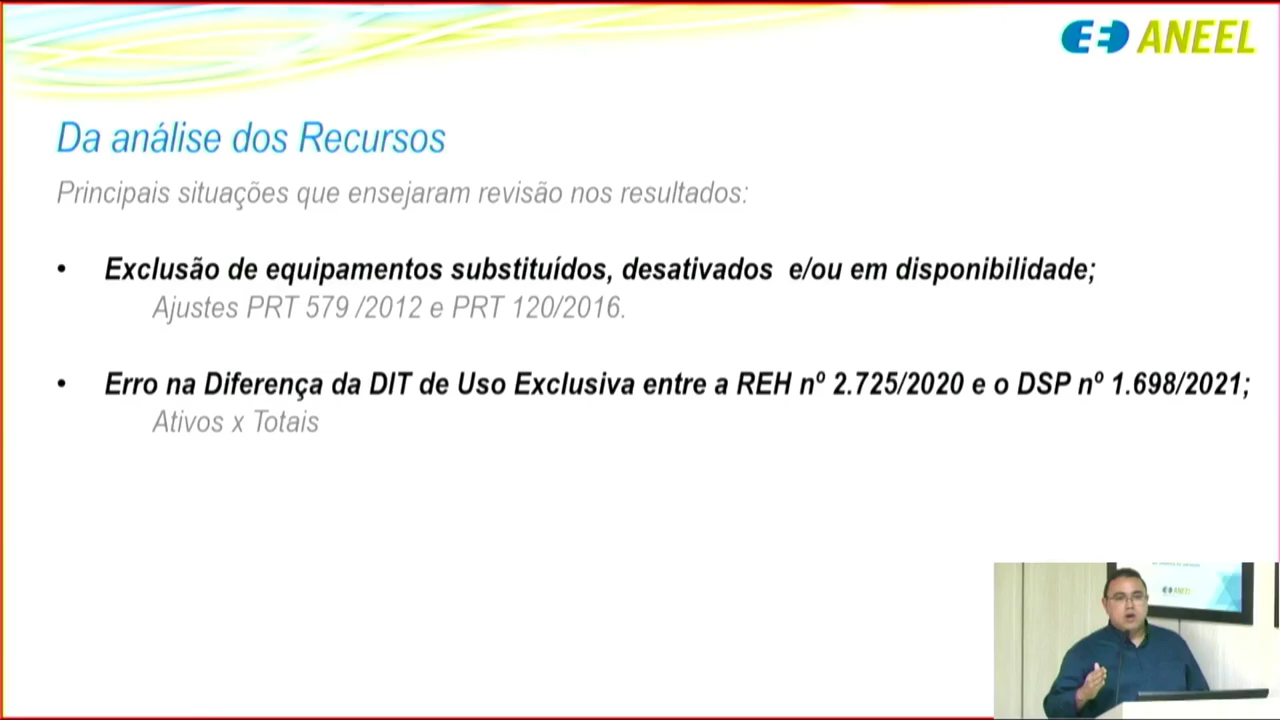 ANEEL
Da análise dos Recursos
Principais situações que ensejaram revisão nos resultados:
• Exclusão de equipamentos substituídos, desativados e/ou em disponibilidade;
Ajustes PRT 579 /2012 e PRT 120/2016.
• Erro na Diferença da DIT de Uso Exclusiva entre a REH nº 2.725/2020 e o DSP nº 1.698/2021;
Ativos x Totais
ANEEL